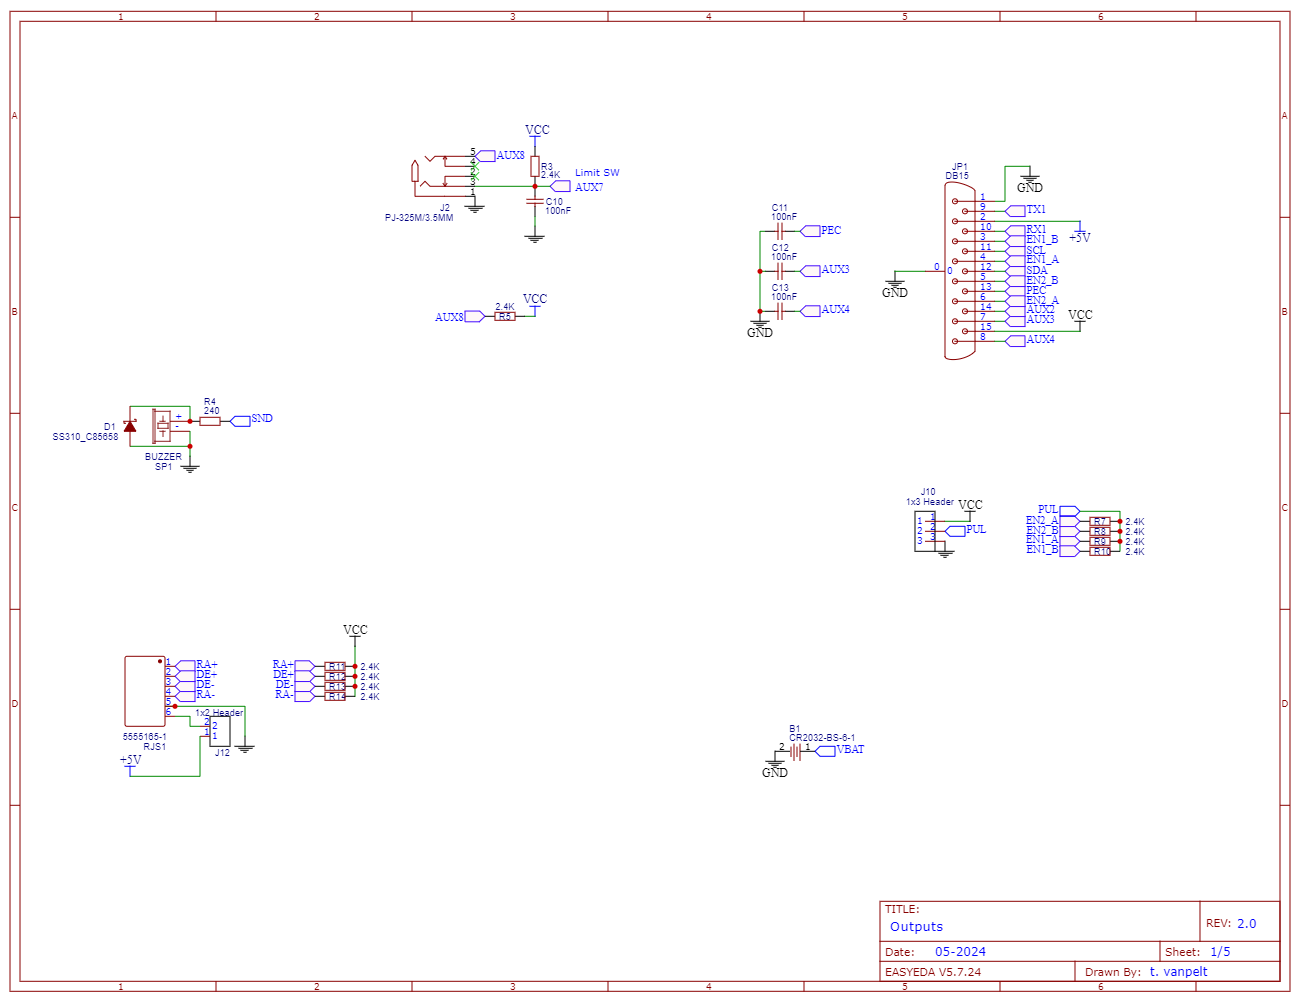 1 2 3 4 5 6
A A
VCC
5
4
2
3
1
AUX8
R3
2.4K
Limit SW
AUX7
C10
100nF
J2
PJ-325M/3.5MM
JP1
DB15
1
9
2
10
3
11
4
12
5
13
6
14
7
15
8
GND
TX1
+5V
RX1
EN1_B
SCL
EN1_A
SDA
EN2_B
PEC
EN2_A
AUX2
AUX3
VCC
AUX4
0 0
GND
C11
100nF
PEC
C12
100nF
AUX3
C13
100nF
AUX4
GND
B B
2.4K
VCC
AUX8
R5
D1
SS310_C85658
+
-
R4
240
SND
BUZZER
SP1
C C
J10
1x3 Header
VCC
1 1
2 2
3 3
PUL
PUL
EN2_A R7 2.4K
EN2_B R8 2.4K
EN1_A R9 2.4K
EN1_B R10 2.4K
D D
1 RA+
2 DE+
3 DE-
4 RA-
5
6
1x2 Header
2 2
1 1
J12
5555165-1
RJS1
+5V
VCC
RA+ R11 2.4K
DE+ R12 2.4K
DE- R13 2.4K
RA- R14 2.4K
B1
CR2032-BS-6-1
2 1
VBAT
GND
TITLE:
Outputs
REV: 2.0
Date: 05-2024
Sheet: 1/5
EASYEDA V5.7.24
Drawn By: t. vanpelt
1 2 3 4 5 6